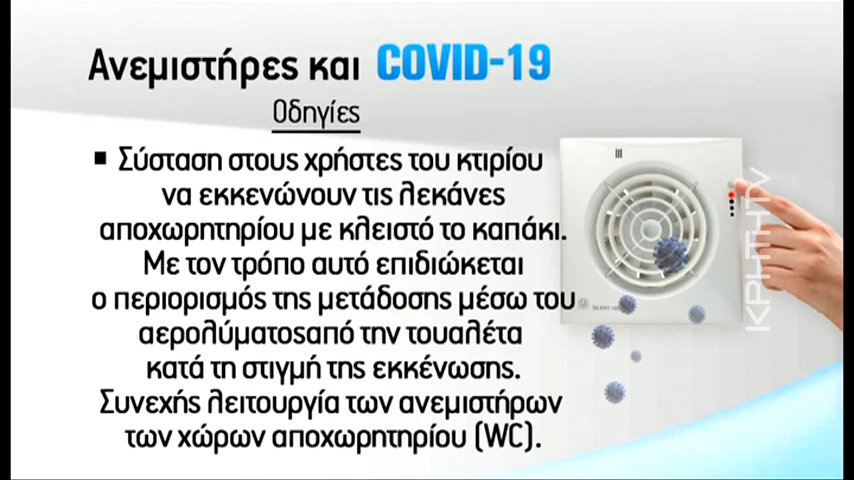 Ανεμιστήρες και COVID-19
Οδηγίες
▪ Σύσταση στους χρήστες του κτιρίου
να εκκενώνουν τις λεκάνες
αποχωρητηρίου με κλειστό το καπάκι.
Με τον τρόπο αυτό επιδιώκεται
ο περιορισμός της μετάδοσης μέσω του
αερολύματοςαπό την τουαλέτα
κατά τη στιγμή της εκκένωσης.
Συνεχής λειτουργία των ανεμιστήρων
των χώρων αποχωρητηρίου (WC).
SILENT
ΚΡΗΤΗ TV